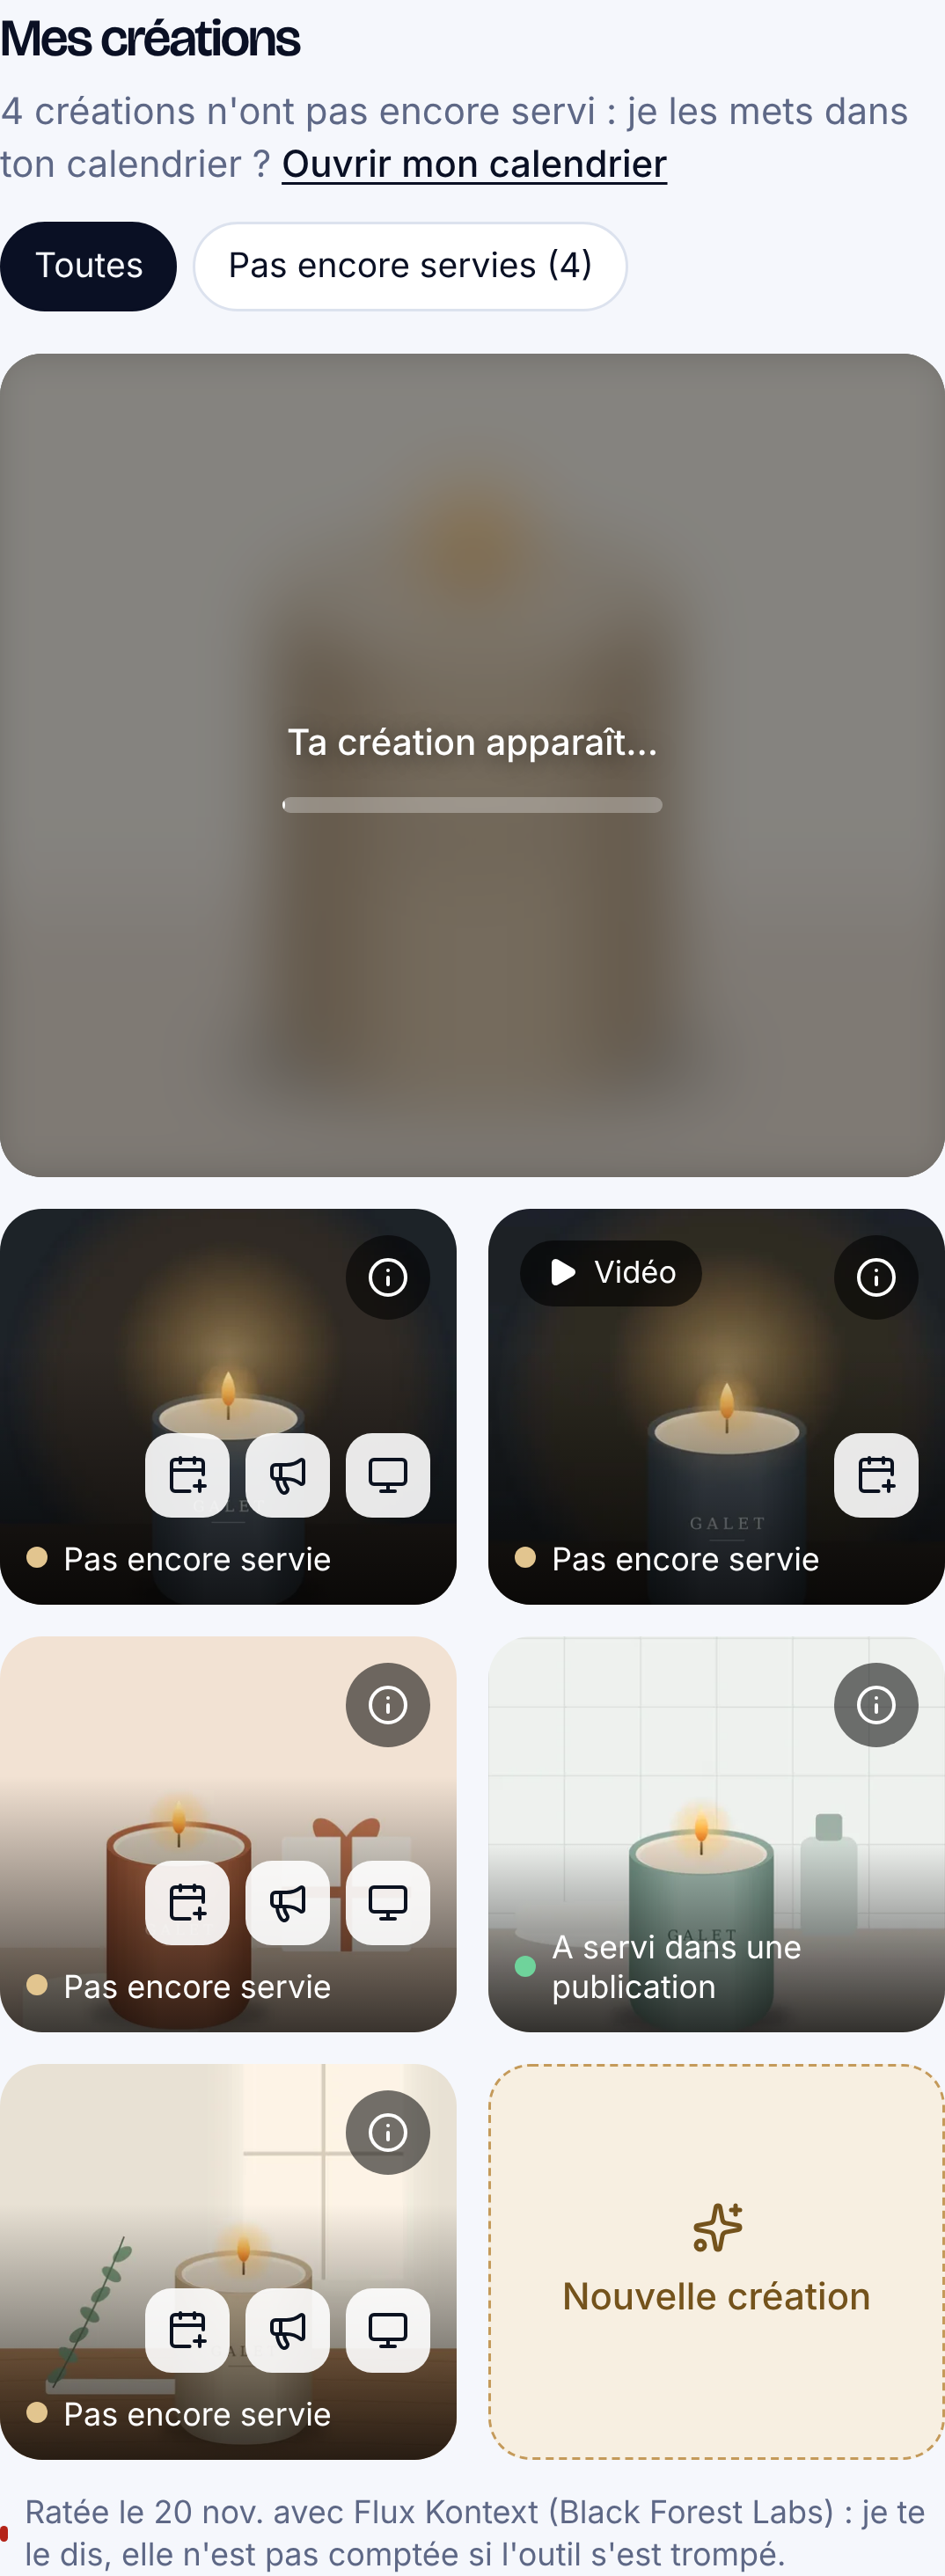 Mes créations
4 créations n'ont pas encore servi : je les mets dans
ton calendrier ? Ouvrir mon calendrier
Toutes
Pas encore servies (4)
Ta création apparaît...
Vidéo
GALET
Pas encore servie
Pas encore servie
GALET
A servi dans une
publication
Pas encore servie
Pas encore servie
Nouvelle création
Ratée le 20 nov. avec Flux Kontext (Black Forest Labs) : je te
le dis, elle n'est pas comptée si l'outil s'est trompé.